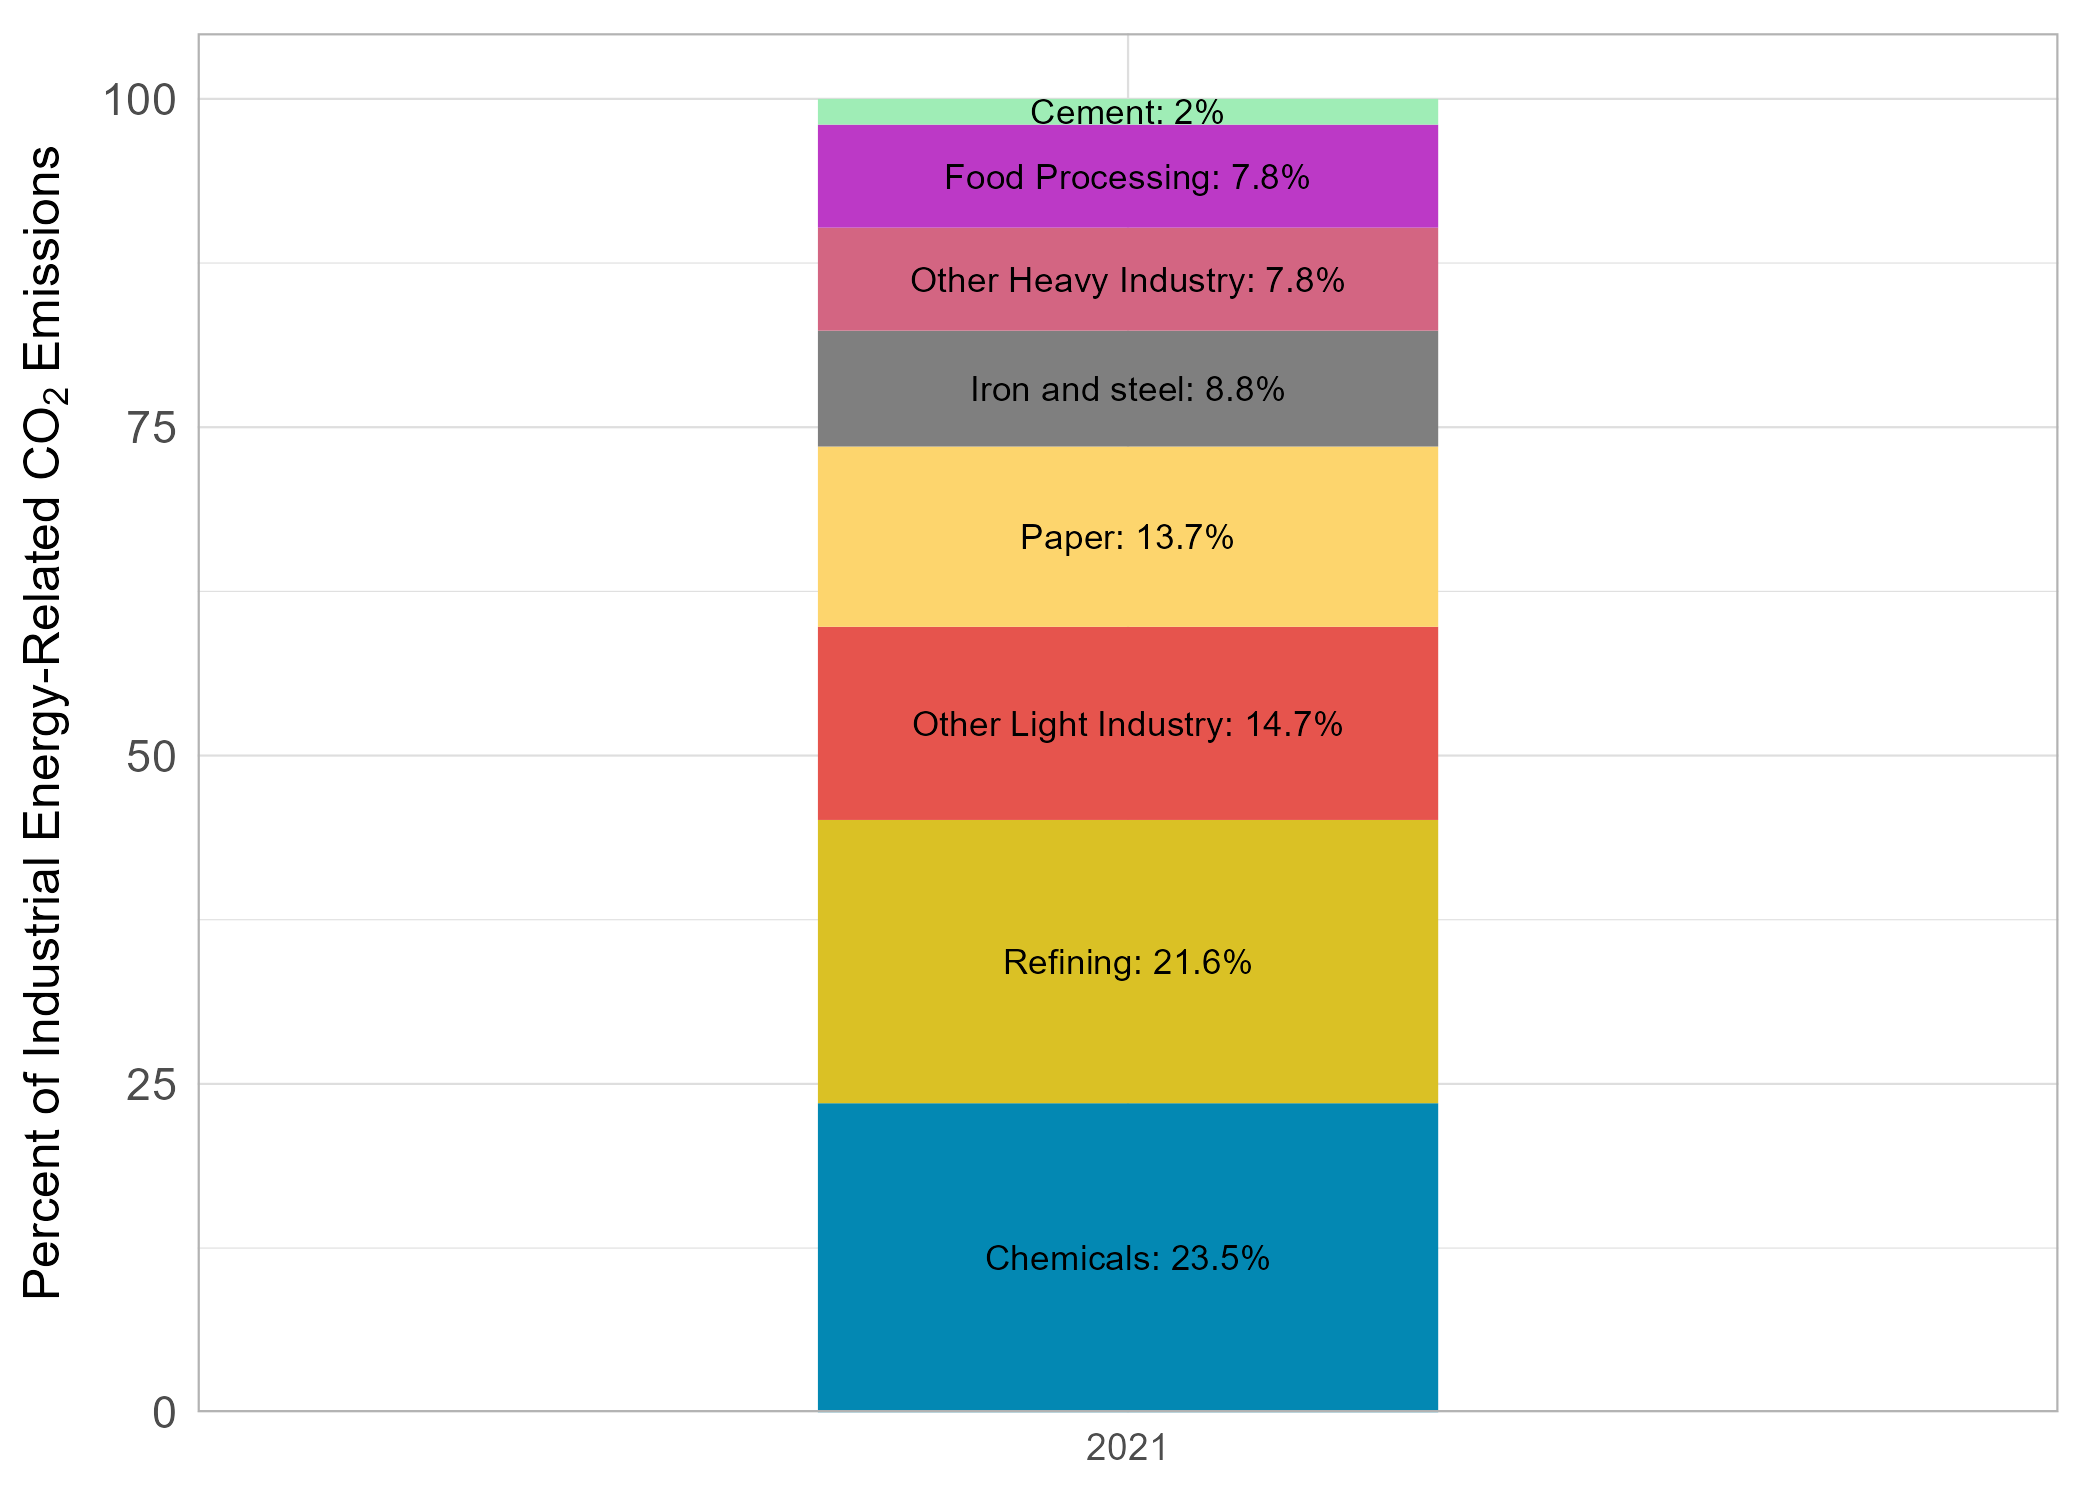 Percent of Industrial Energy-Related CO₂ Emissions
100
75
50
25
0
Cement: 2%
Food Processing: 7.8%
Other Heavy Industry: 7.8%
Iron and steel: 8.8%
Paper: 13.7%
Other Light Industry: 14.7%
Refining: 21.6%
Chemicals: 23.5%
2021